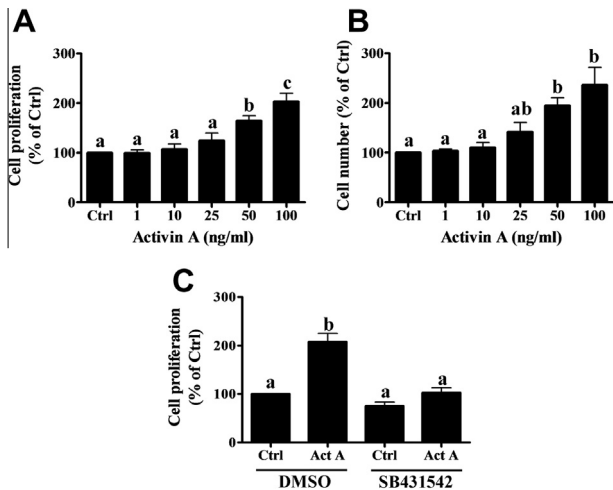 A
Cell proliferation
(% of Ctrl)
300
200
100
0
a a a a b c
Ctrl 1 10 25 50 100
Activin A (ng/ml)
B
Cell number (% of Ctrl)
300
200
100
0
a a a ab b b
Ctrl 1 10 25 50 100
Activin A (ng/ml)
C
Cell proliferation
(% of Ctrl)
300
200
100
0
a b a a
Ctrl Act A Ctrl Act A
DMSO SB431542